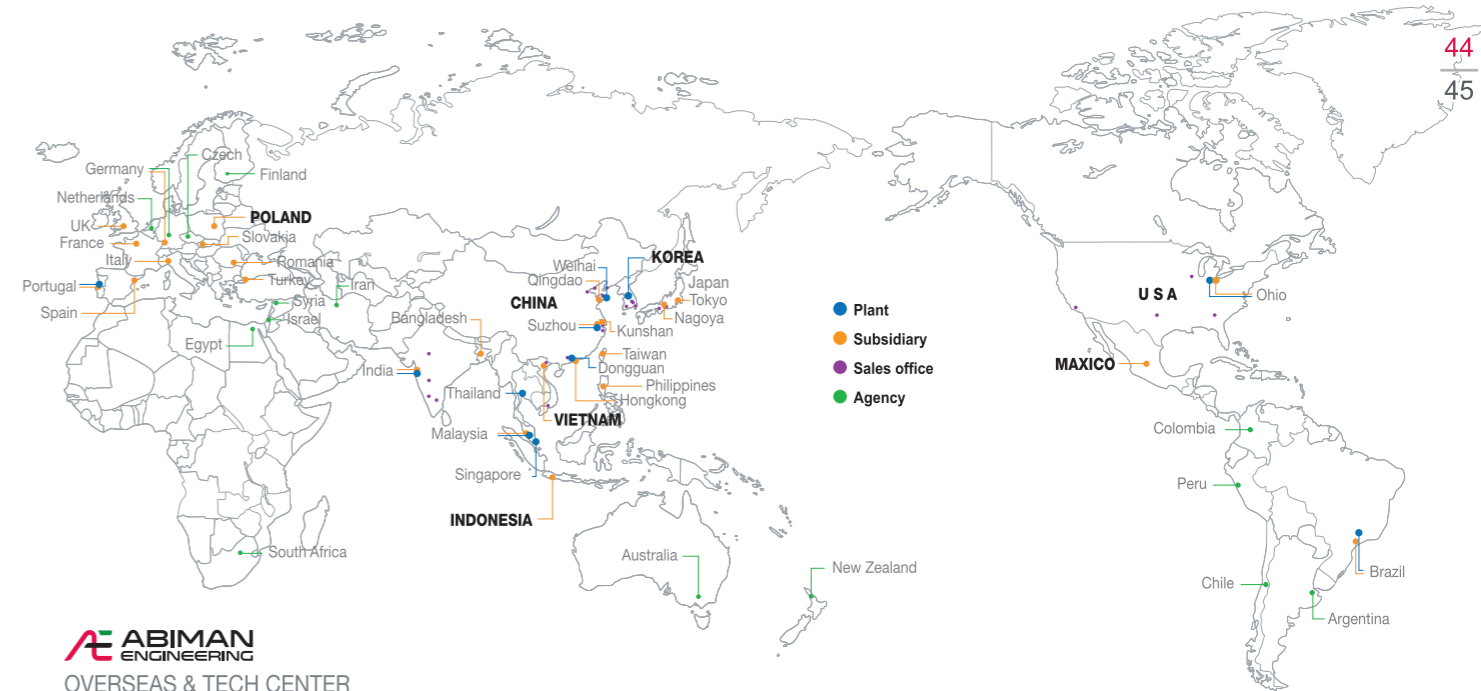 44
45
Czech
Germany
Finland
Netherlands
POLAND
UK
Slovakia
France
Italy
Romania
Portugal
Turkey
Iran
Spain
Syria
Israel
Egypt
Bangladesh
India
South Africa
Weihai
KOREA
Qingdao
Japan
CHINA
Tokyo
Nagoya
Suzhou
Kunshan
Taiwan
Dongguan
Philippines
Thailand
Hongkong
VIETNAM
Malaysia
Singapore
INDONESIA
Australia
New Zealand
Plant
Subsidiary
Sales office
Agency
USA
Ohio
MAXICO
Colombia
Peru
Brazil
Chile
Argentina
ABIMAN
ENGINEERING
OVERSEAS & TECH CENTER